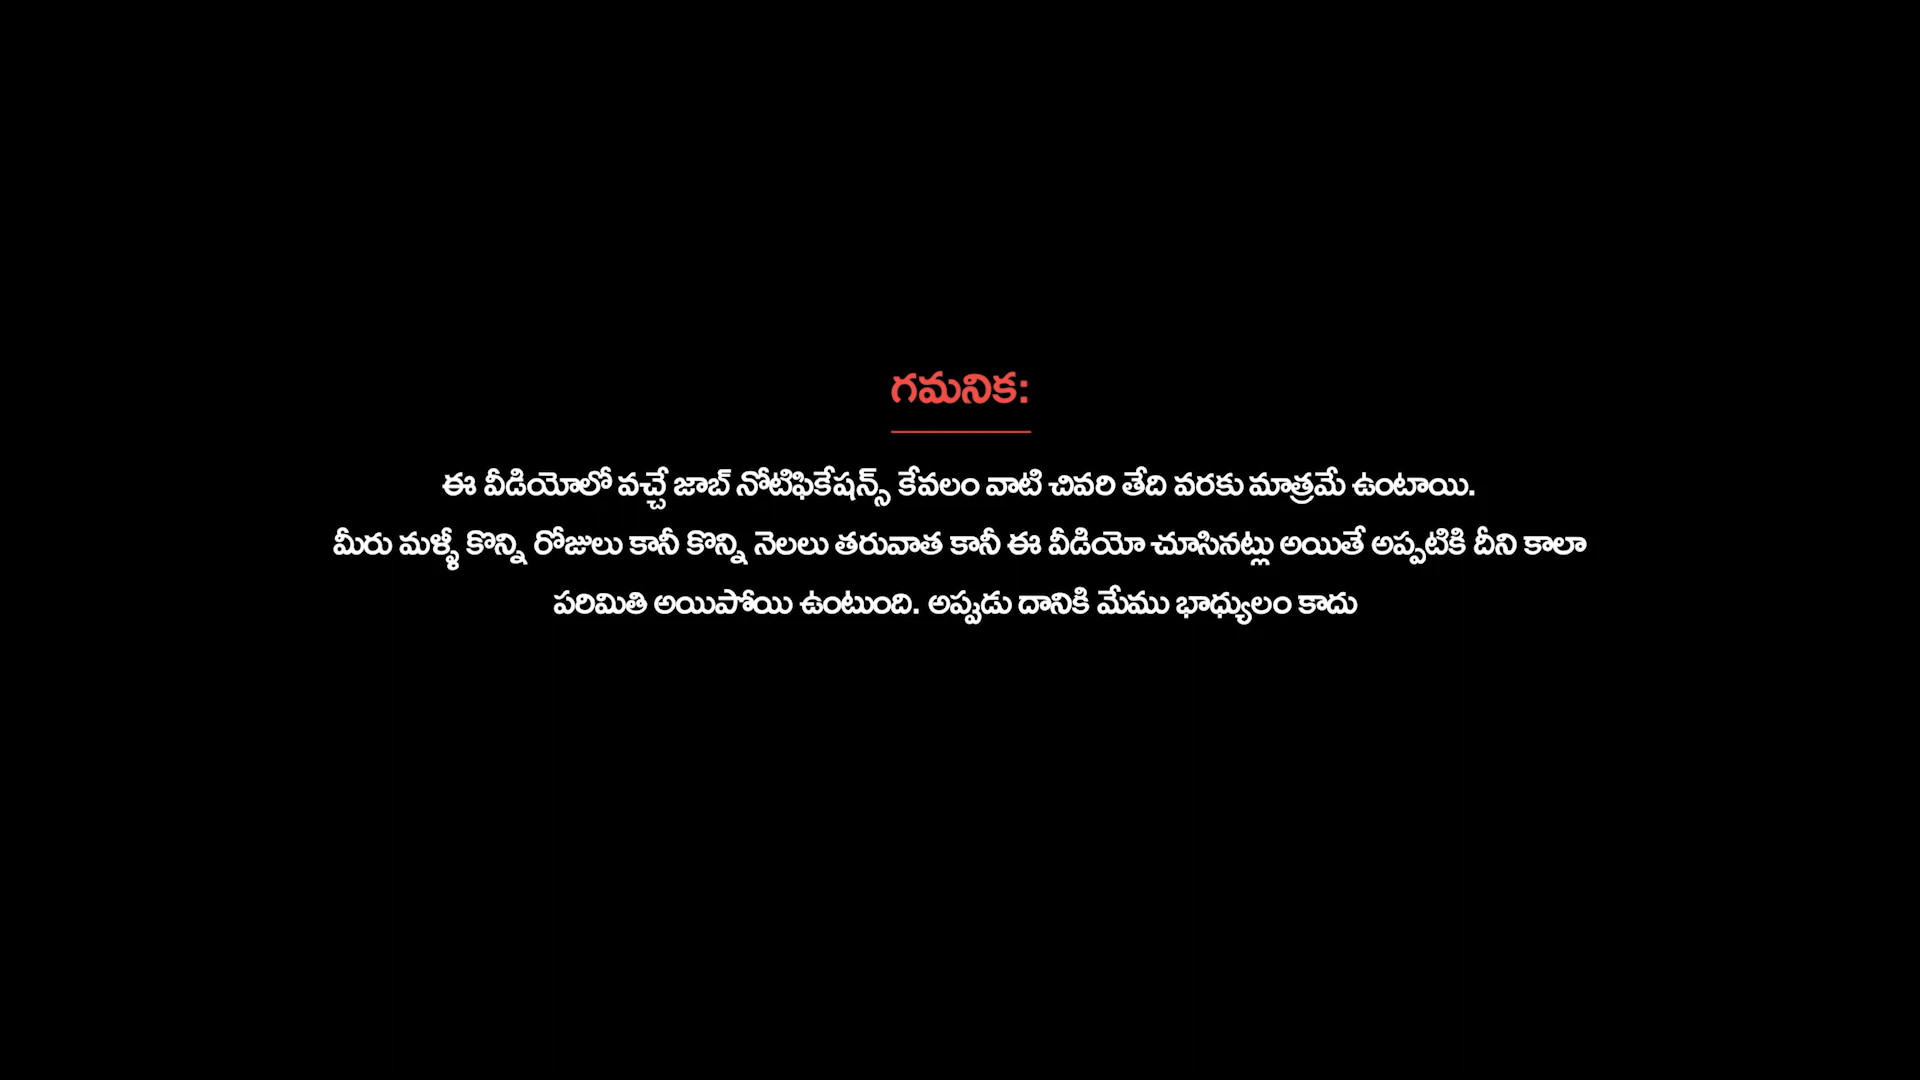 గమనిక:
ఈ వీడియోలో వచ్చే జాబ్ నోటిఫికేషన్స్ కేవలం వాటి చివరి తేది వరకు మాత్రమే ఉంటాయి.
మీరు మళ్ళీ కొన్ని రోజులు కానీ కొన్ని నెలలు తరువాత కానీ ఈ వీడియో చూసినట్లు అయితే అప్పటికి దీని కాలా
పరిమితి అయిపోయి ఉంటుంది. అప్పుడు దానికి మేము భాధ్యులం కాదు